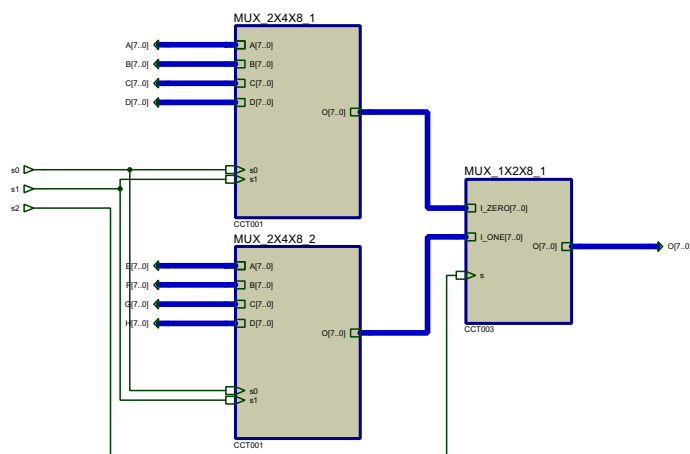 MUX_2X4X8_1
A[7..0]
A[7..0]
B[7..0]
B[7..0]
C[7..0]
C[7..0]
D[7..0]
D[7..0]
O[7..0]
s0
s0
s1
s1
s2
CCT001
MUX_1X2X8_1
I_ZERO[7..0]
I_ONE[7..0]
O[7..0]
O[7..0]
s
CCT003
MUX_2X4X8_2
E[7..0]
A[7..0]
F[7..0]
B[7..0]
G[7..0]
C[7..0]
H[7..0]
D[7..0]
O[7..0]
s0
s1
CCT001